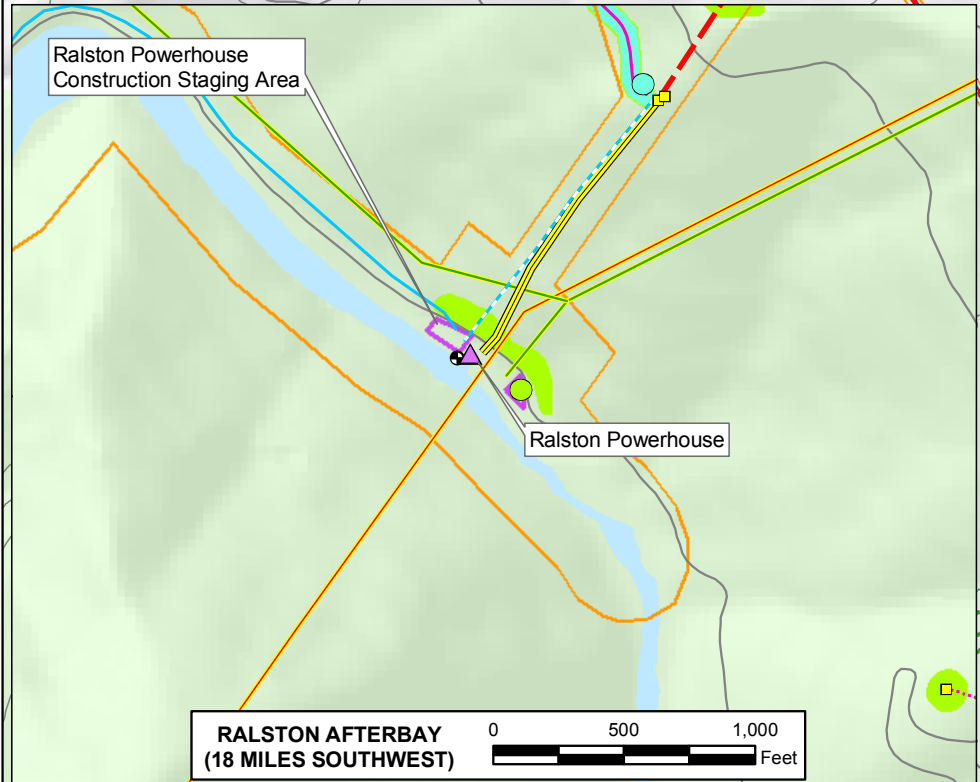 Ralston Powerhouse
Construction Staging Area
Ralston Powerhouse
RALSTON AFTERBAY
(18 MILES SOUTHWEST)
0 500 1,000
Feet